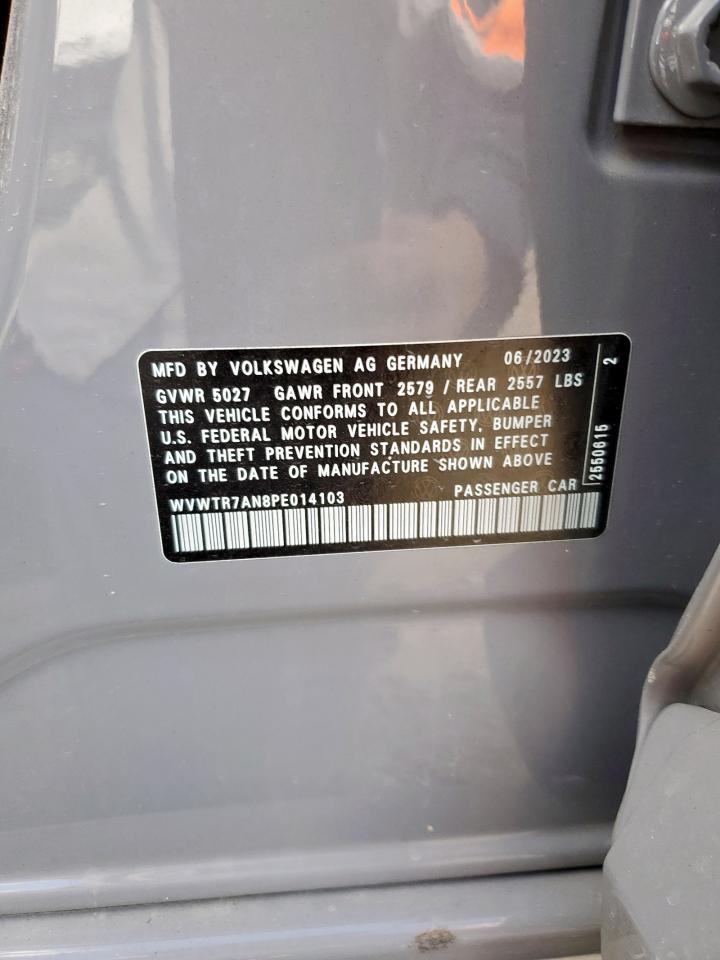 MFD BY VOLKSWAGEN AG GERMANY 06/2023
GVWR 5027 GAWR FRONT 2579 / REAR 2557 LBS
THIS VEHICLE CONFORMS TO ALL APPLICABLE
U.S. FEDERAL MOTOR VEHICLE SAFETY, BUMPER
AND THEFT PREVENTION STANDARDS IN EFFECT
ON THE DATE OF MANUFACTURE SHOWN ABOVE
WVWTR7AN8PE014103 PASSENGER CAR
2550615 2